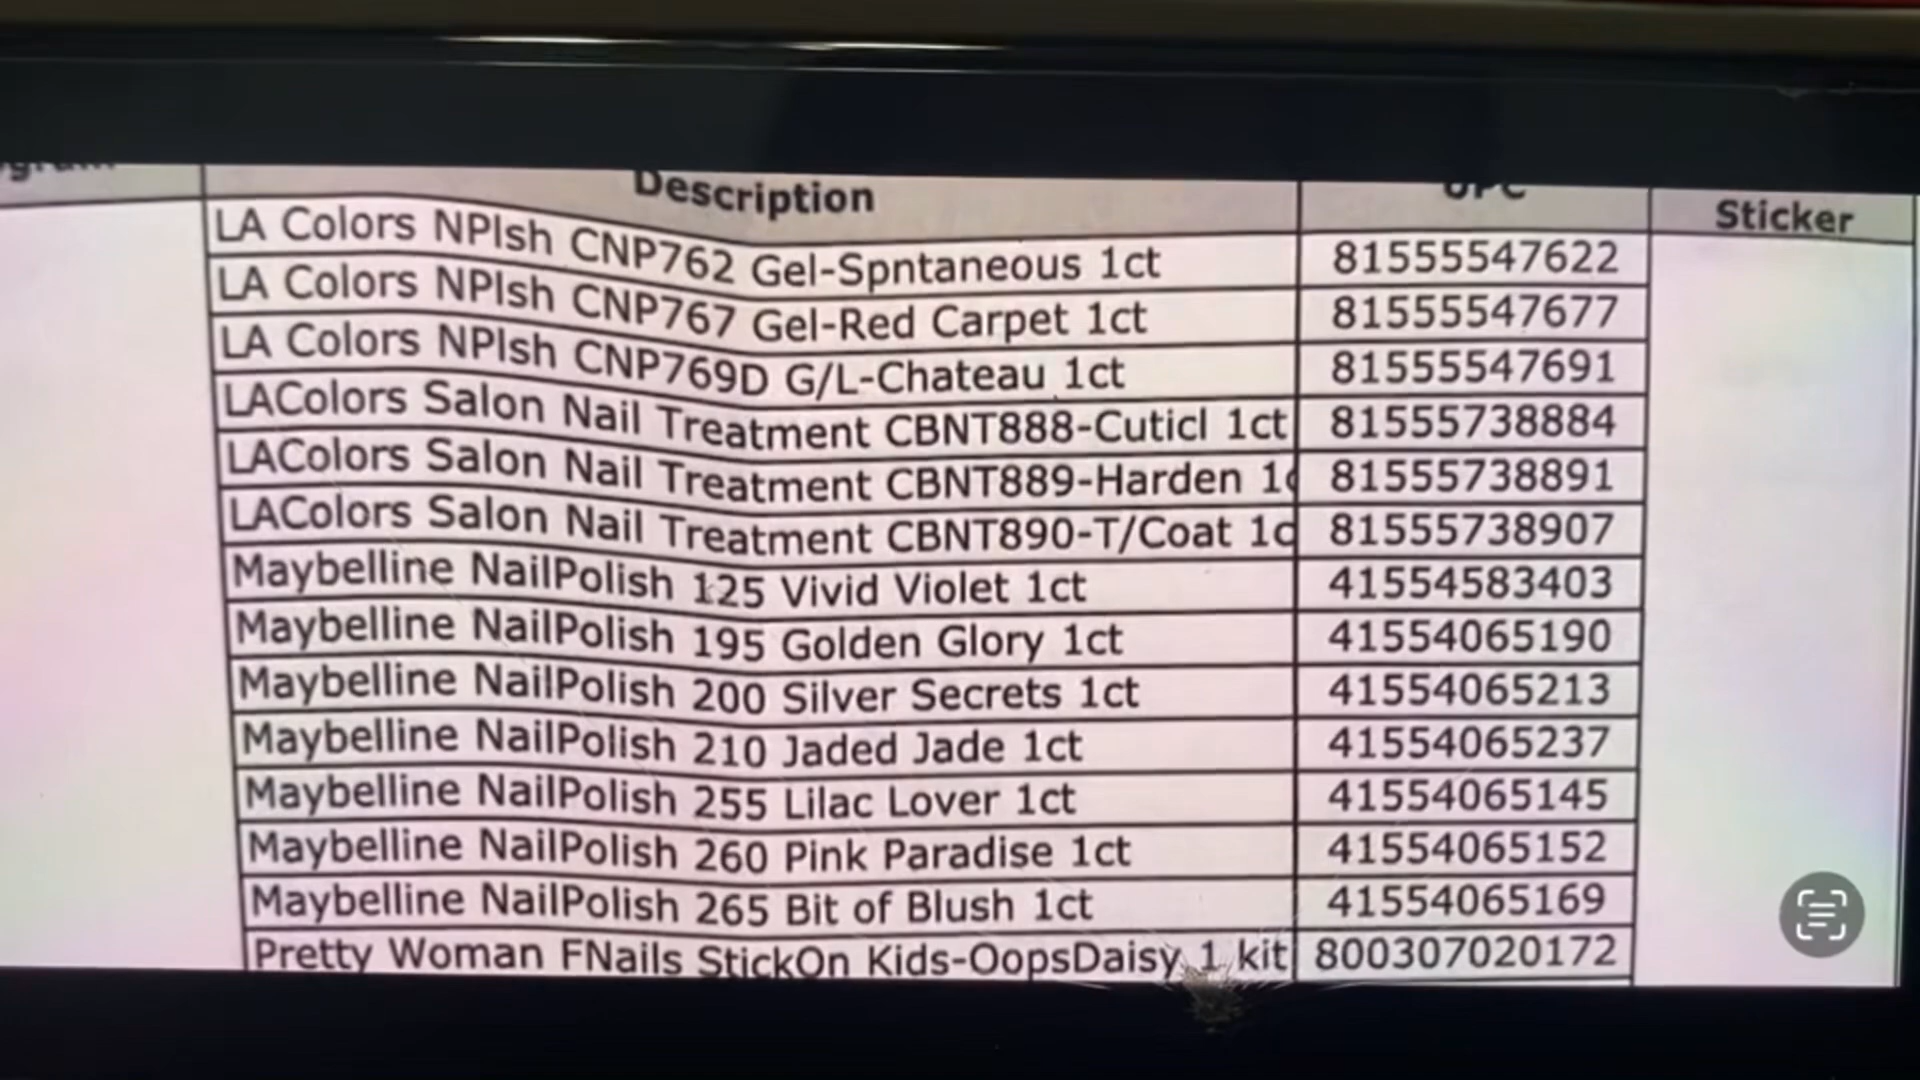 Description UPC Sticker
LA Colors NPlsh CNP762 Gel-Spntaneous 1ct 81555547622
LA Colors NPlsh CNP767 Gel-Red Carpet 1ct 81555547677
LA Colors NPlsh CNP769D G/L-Chateau 1ct 81555547691
LAColors Salon Nail Treatment CBNT888-Cuticl 1ct 81555738884
LAColors Salon Nail Treatment CBNT889-Harden 1c 81555738891
LAColors Salon Nail Treatment CBNT890-T/Coat 1c 81555738907
Maybelline NailPolish 125 Vivid Violet 1ct 41554583403
Maybelline NailPolish 195 Golden Glory 1ct 41554065190
Maybelline NailPolish 200 Silver Secrets 1ct 41554065213
Maybelline NailPolish 210 Jaded Jade 1ct 41554065237
Maybelline NailPolish 255 Lilac Lover 1ct 41554065145
Maybelline NailPolish 260 Pink Paradise 1ct 41554065152
Maybelline NailPolish 265 Bit of Blush 1ct 41554065169
Pretty Woman FNails StickOn Kids-OopsDaisy 1 kit 800307020172